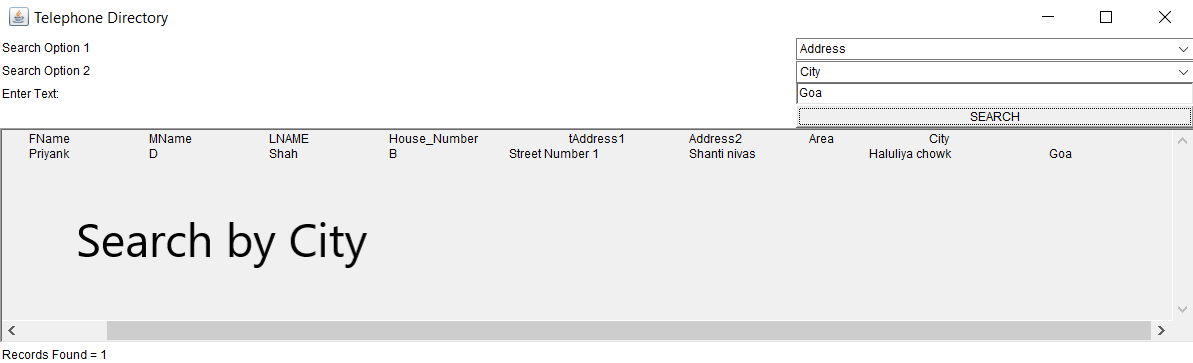 Telephone Directory
Search Option 1 Address
Search Option 2 City
Enter Text: Goa
SEARCH
FName MName LNAME House_Number tAddress1 Address2 Area City
Priyank D Shah B Street Number 1 Shanti nivas Haluliya chowk Goa
Search by City
Records Found = 1